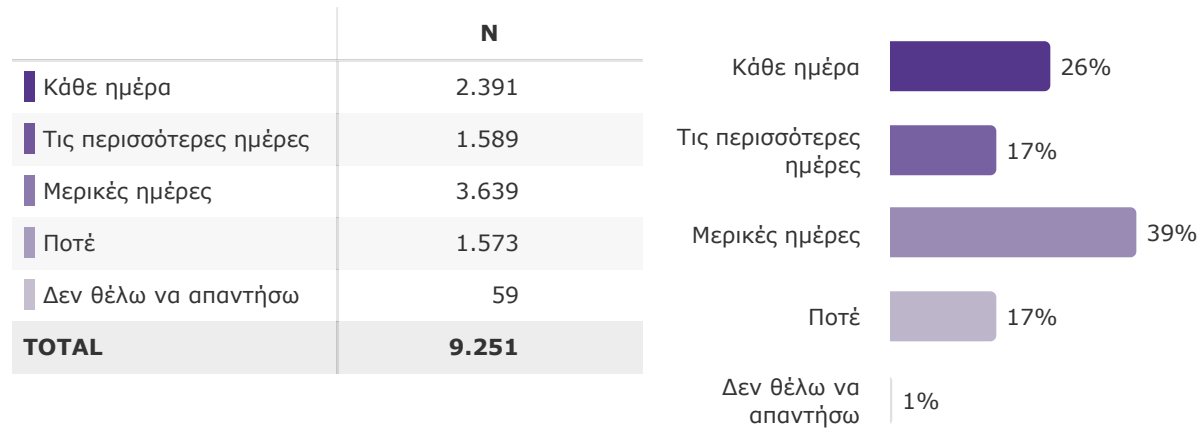 N
Κάθε ημέρα 2.391
Τις περισσότερες ημέρες 1.589
Μερικές ημέρες 3.639
Ποτέ 1.573
Δεν θέλω να απαντήσω 59
TOTAL 9.251
Κάθε ημέρα 26%
Τις περισσότερες
ημέρες 17%
Μερικές ημέρες 39%
Ποτέ 17%
Δεν θέλω να
απαντήσω 1%